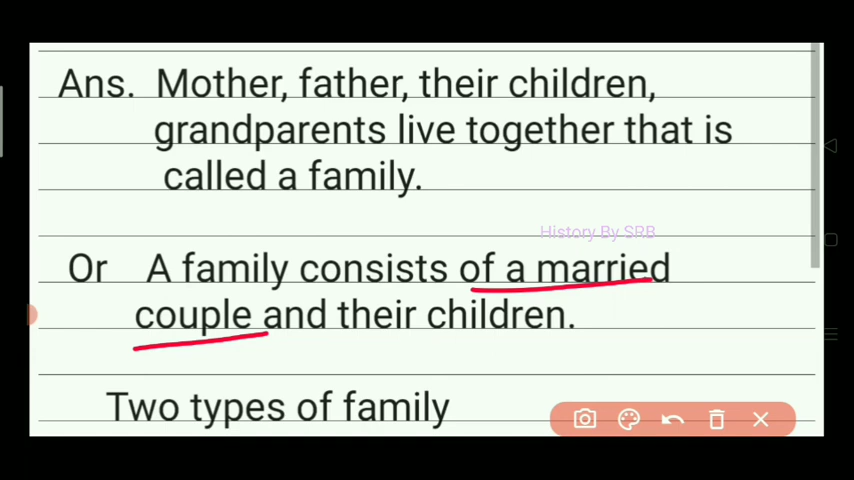 Ans. Mother, father, their children,
grandparents live together that is
called a family.
History By SRB
Or A family consists of a married
couple and their children.
Two types of family